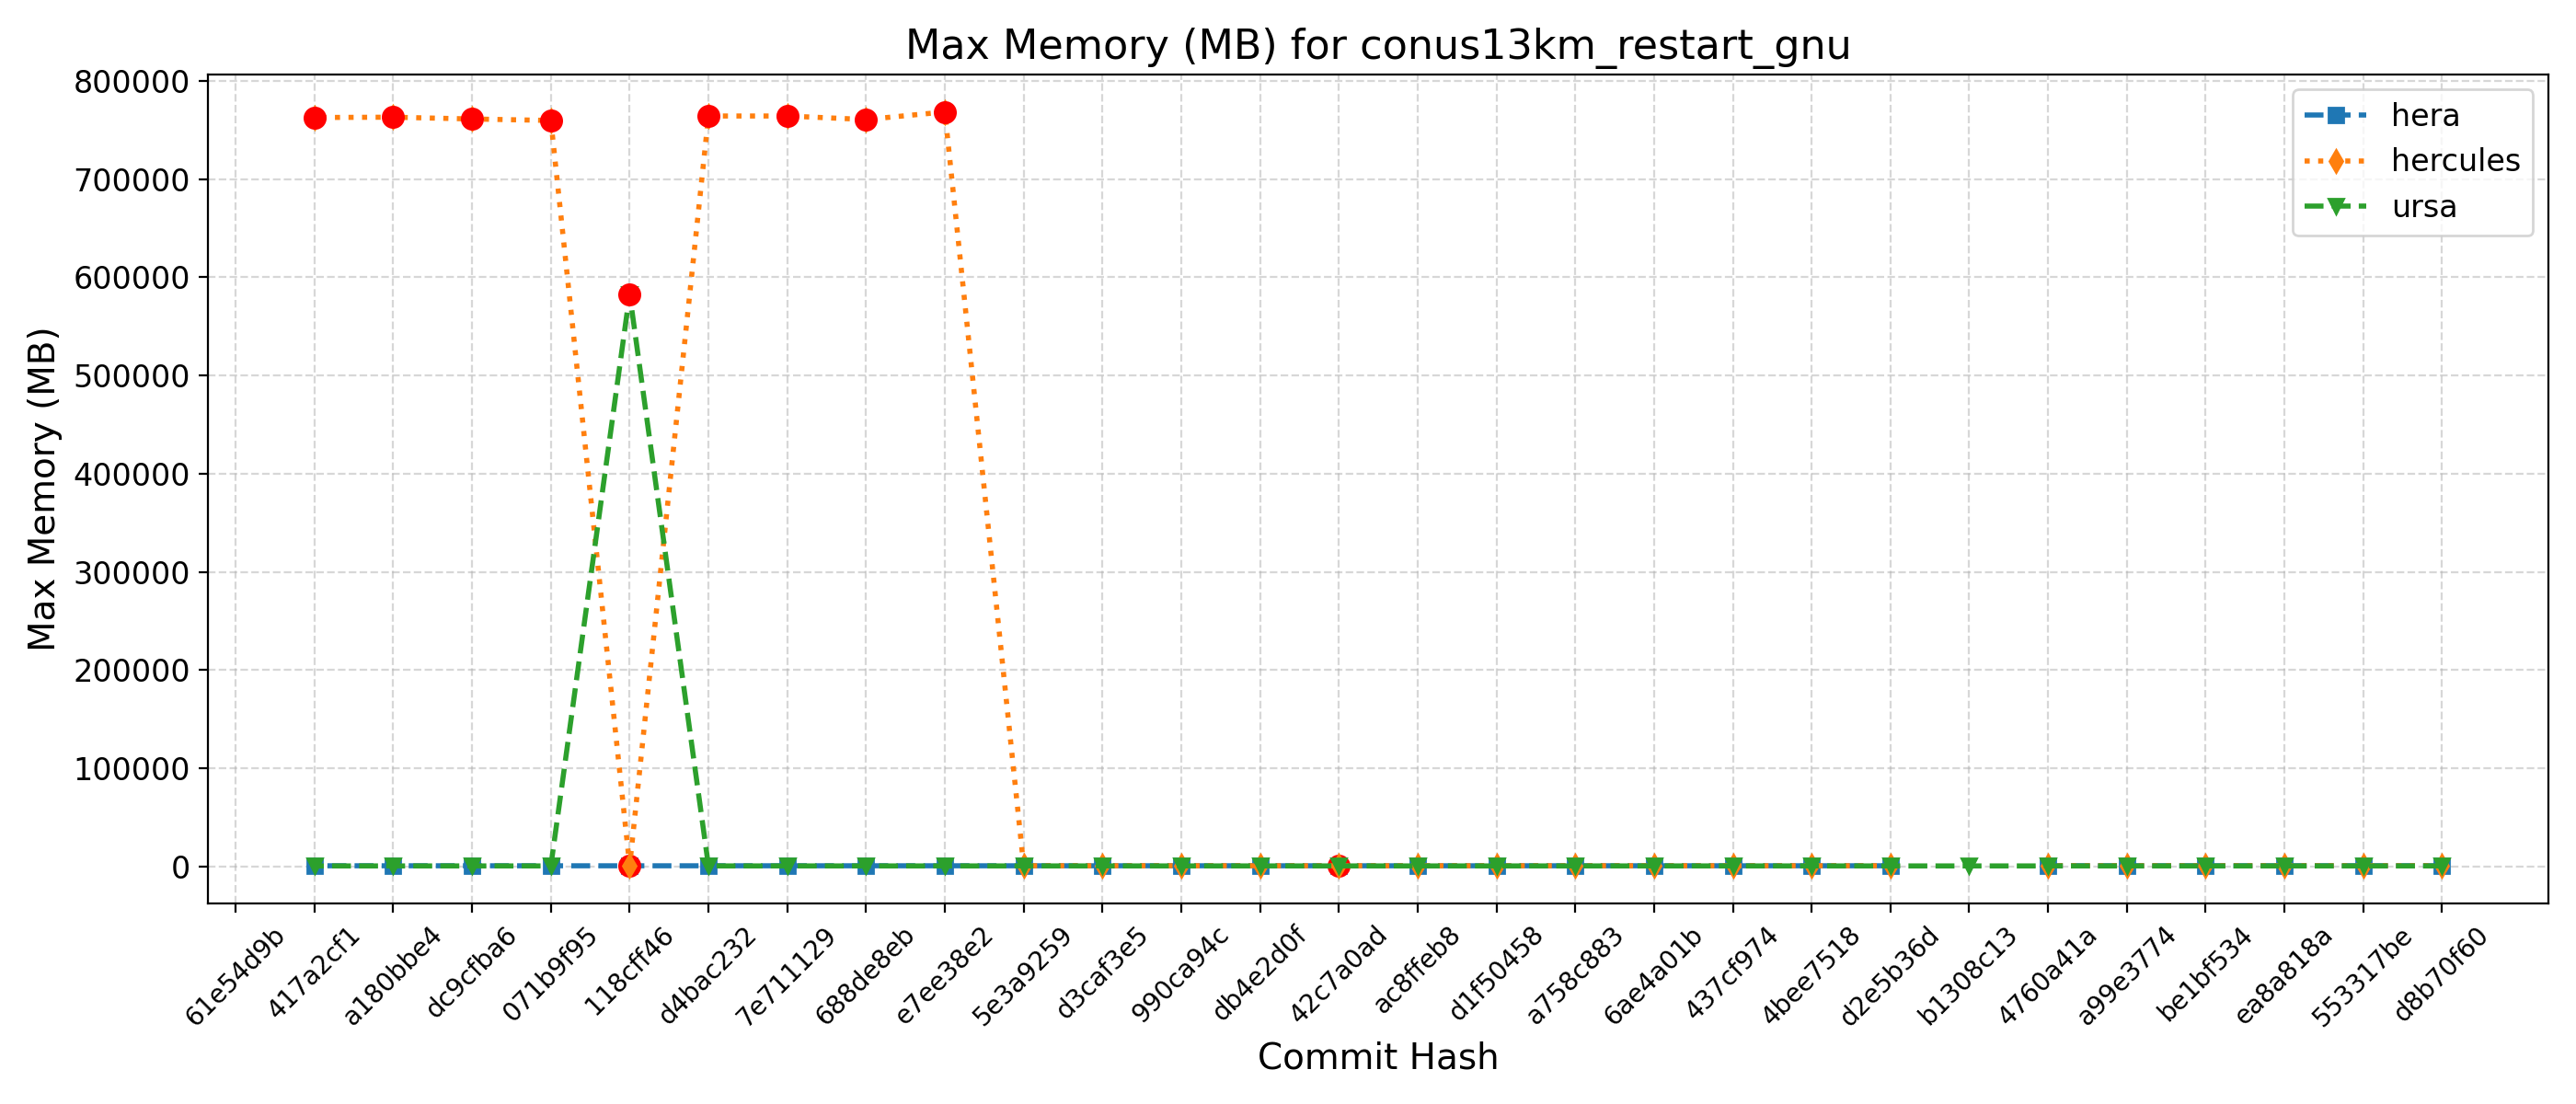 Max Memory (MB) for conus13km_restart_gnu
800000
700000
600000
500000
400000
300000
200000
100000
0
Max Memory (MB)
hera
hercules
ursa
61e54d9b
417a2cf1
a180bbe4
dc9cfba6
071b9f95
118cff46
d4bac232
7e711129
688de8eb
e7ee38e2
5e3a9259
d3caf3e5
990ca94c
db4e2d0f
42c7a0ad
ac8ffeb8
d1f50458
a758c883
6ae4a01b
437cf974
4bee7518
d2e5b36d
b1308c13
4760a41a
a99e3774
be1bf534
ea8a818a
553317be
d8b70f60
Commit Hash